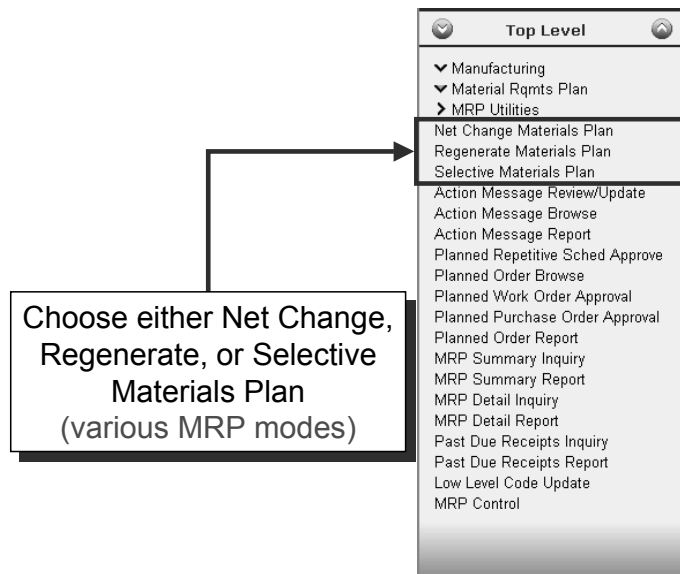 Top Level
Manufacturing
Material Rqmts Plan
MRP Utilities
Net Change Materials Plan
Regenerate Materials Plan
Selective Materials Plan
Action Message Review/Update
Action Message Browse
Action Message Report
Planned Repetitive Sched Approve
Planned Order Browse
Planned Work Order Approval
Planned Purchase Order Approval
Planned Order Report
MRP Summary Inquiry
MRP Summary Report
MRP Detail Inquiry
MRP Detail Report
Past Due Receipts Inquiry
Past Due Receipts Report
Low Level Code Update
MRP Control
Choose either Net Change,
Regenerate, or Selective
Materials Plan
(various MRP modes)